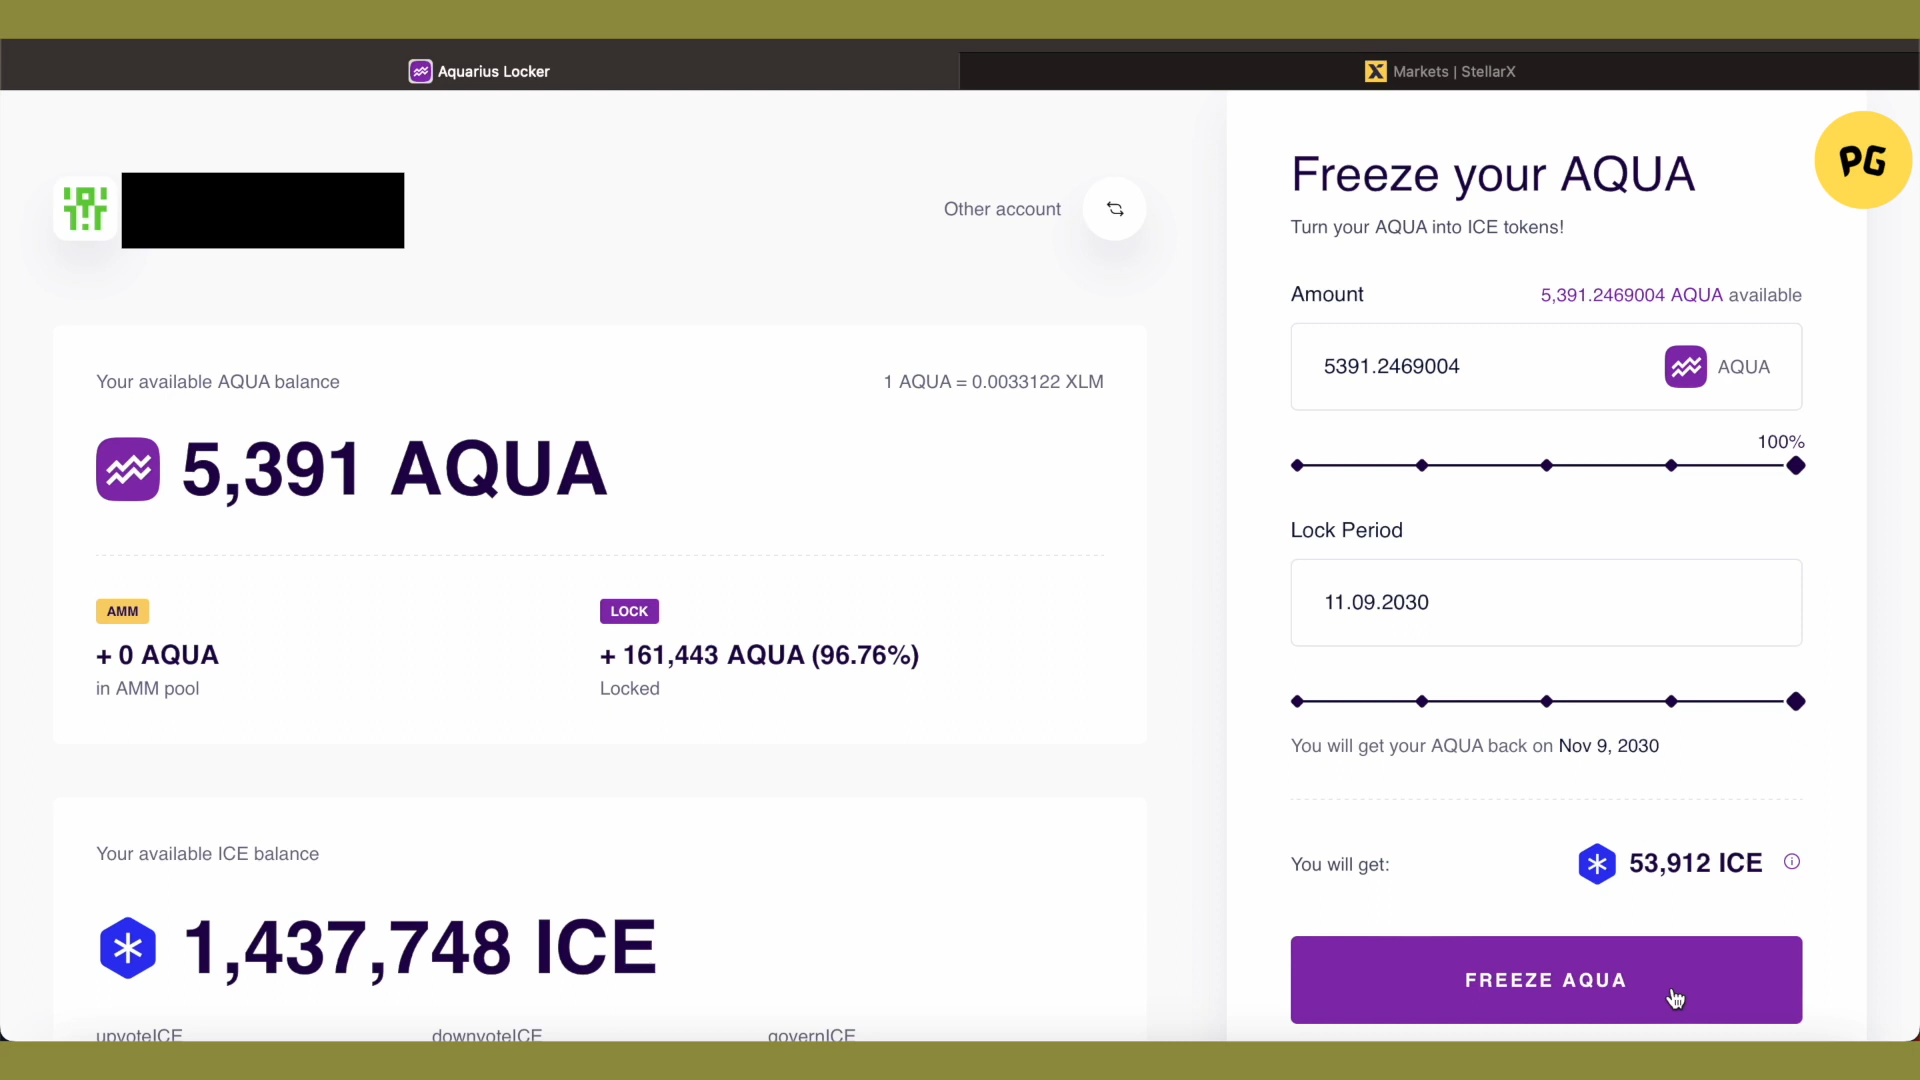 Aquarius Locker
Markets | StellarX
Other account
Your available AQUA balance
1 AQUA = 0.0033122 XLM
5,391 AQUA
AMM
+ 0 AQUA
in AMM pool
LOCK
+ 161,443 AQUA (96.76%)
Locked
Your available ICE balance
1,437,748 ICE
upvoteICE
downvoteICE
governICE
PG
Freeze your AQUA
Turn your AQUA into ICE tokens!
Amount
5,391.2469004 AQUA available
5391.2469004
AQUA
100%
Lock Period
11.09.2030
You will get your AQUA back on Nov 9, 2030
You will get:
53,912 ICE
FREEZE AQUA